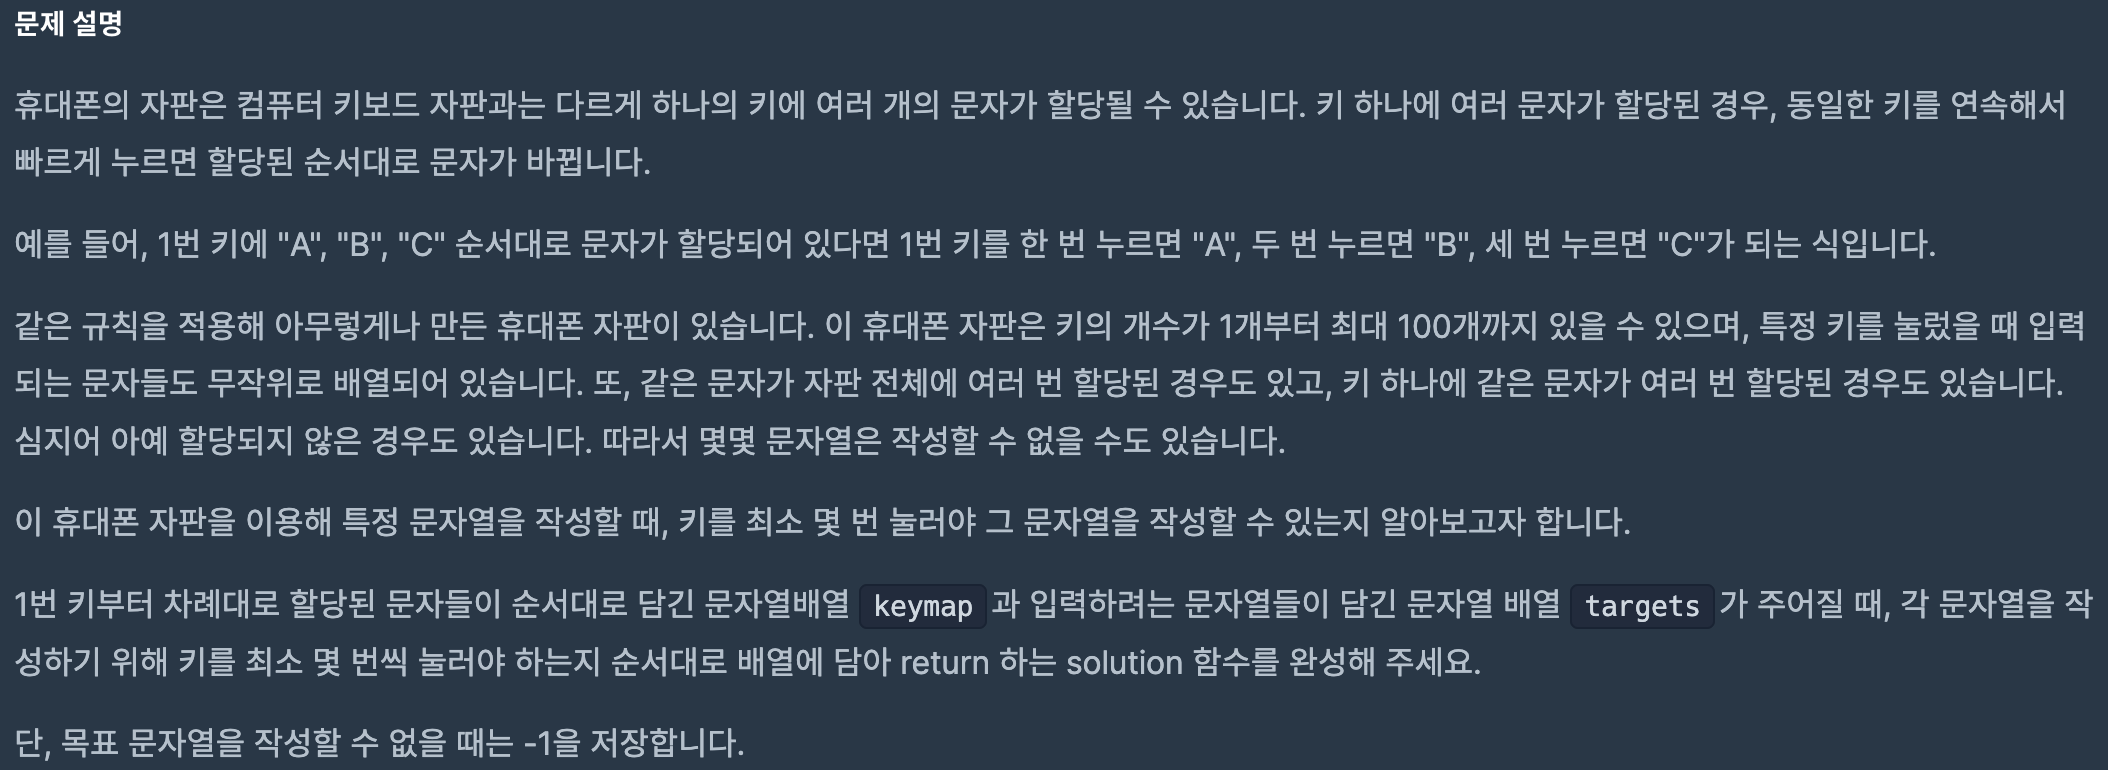 문제 설명
휴대폰의 자판은 컴퓨터 키보드 자판과는 다르게 하나의 키에 여러 개의 문자가 할당될 수 있습니다. 키 하나에 여러 문자가 할당된 경우, 동일한 키를 연속해서
빠르게 누르면 할당된 순서대로 문자가 바뀝니다.
예를 들어, 1번 키에 "A", "B", "C" 순서대로 문자가 할당되어 있다면 1번 키를 한 번 누르면 "A", 두 번 누르면 "B", 세 번 누르면 "C"가 되는 식입니다.
같은 규칙을 적용해 아무렇게나 만든 휴대폰 자판이 있습니다. 이 휴대폰 자판은 키의 개수가 1개부터 최대 100개까지 있을 수 있으며, 특정 키를 눌렀을 때 입력
되는 문자들도 무작위로 배열되어 있습니다. 또, 같은 문자가 자판 전체에 여러 번 할당된 경우도 있고, 키 하나에 같은 문자가 여러 번 할당된 경우도 있습니다.
심지어 아예 할당되지 않은 경우도 있습니다. 따라서 몇몇 문자열은 작성할 수 없을 수도 있습니다.
이 휴대폰 자판을 이용해 특정 문자열을 작성할 때, 키를 최소 몇 번 눌러야 그 문자열을 작성할 수 있는지 알아보고자 합니다.
1번 키부터 차례대로 할당된 문자들이 순서대로 담긴 문자열배열 keymap과 입력하려는 문자열들이 담긴 문자열 배열 targets가 주어질 때, 각 문자열을 작
성하기 위해 키를 최소 몇 번씩 눌러야 하는지 순서대로 배열에 담아 return 하는 solution 함수를 완성해 주세요.
단, 목표 문자열을 작성할 수 없을 때는 -1을 저장합니다.